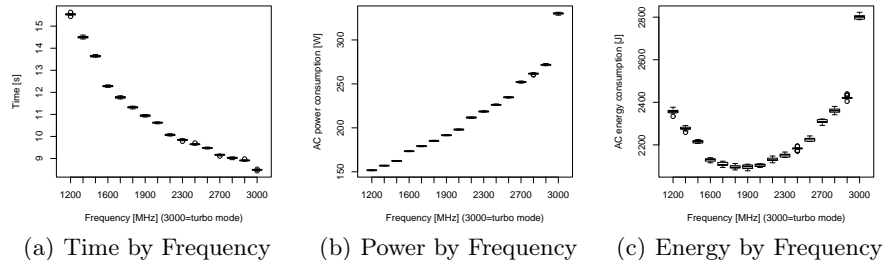 Time [s]
15
14
13
12
11
10
9
1200 1600 1900 2300 2700 3000
Frequency [MHz] (3000=turbo mode)
(a) Time by Frequency
AC power consumption [W]
300
250
200
150
1200 1600 1900 2300 2700 3000
Frequency [MHz] (3000=turbo mode)
(b) Power by Frequency
AC energy consumption [J]
2800
2600
2400
2200
1200 1600 1900 2300 2700 3000
Frequency [MHz] (3000=turbo mode)
(c) Energy by Frequency